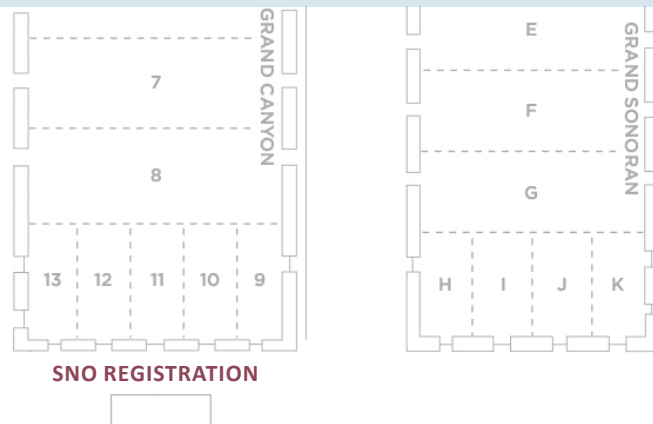 GRAND CANYON
7
8
13 12 11 10 9
SNO REGISTRATION
GRAND SONORAN
E
F
G
H I J K